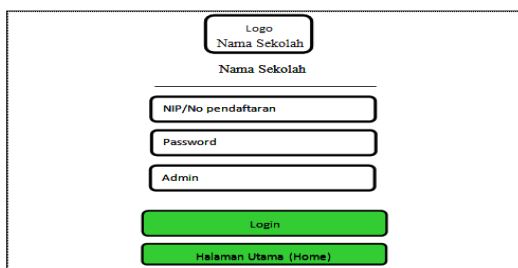 Logo
Nama Sekolah
Nama Sekolah
NIP/No pendaftaran
Password
Admin
Login
Halaman Utama (Home)